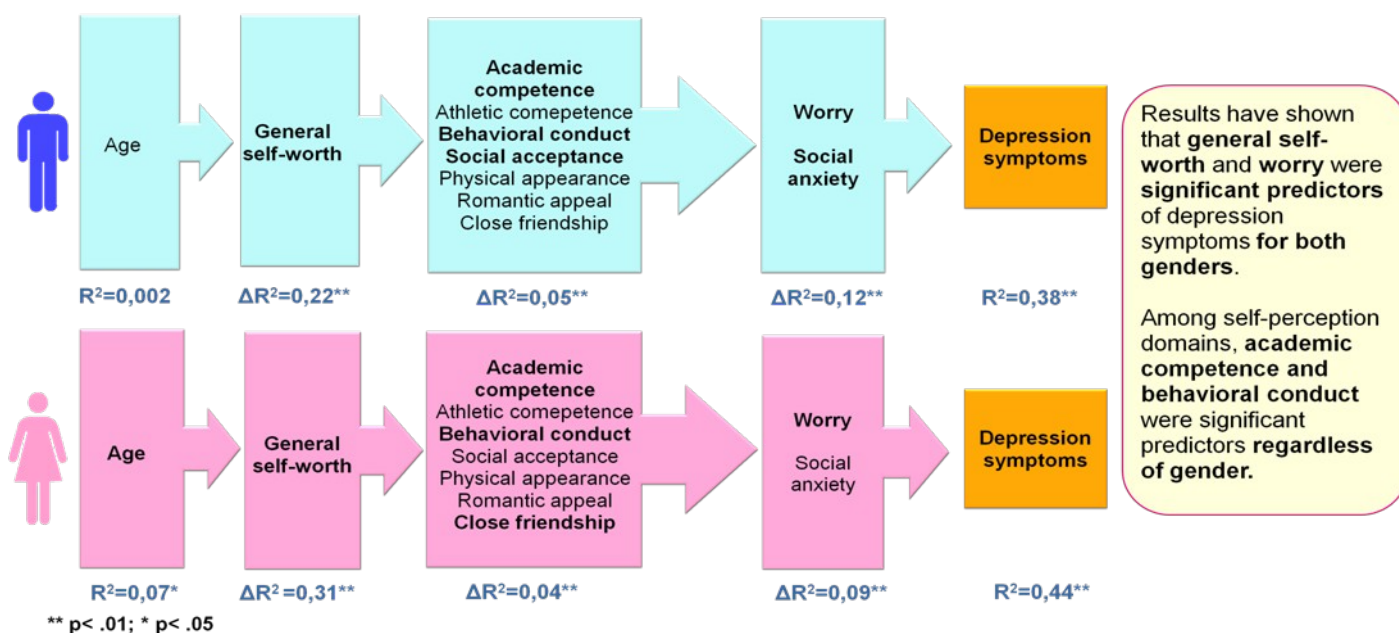 Age
General
self-worth
Academic
competence
Athletic comepetence
Behavioral conduct
Social acceptance
Physical appearance
Romantic appeal
Close friendship
Worry
Social
anxiety
Depression
symptoms
R²=0,002
ΔR²=0,22**
ΔR²=0,05**
ΔR²=0,12**
R²=0,38**
Age
General
self-worth
Academic
competence
Athletic comepetence
Behavioral conduct
Social acceptance
Physical appearance
Romantic appeal
Close friendship
Worry
Social
anxiety
Depression
symptoms
R²=0,07*
ΔR²=0,31**
ΔR²=0,04**
ΔR²=0,09**
R²=0,44**
** p< .01; * p< .05
Results have shown
that general self-
worth and worry were
significant predictors
of depression
symptoms for both
genders.
Among self-perception
domains, academic
competence and
behavioral conduct
were significant
predictors regardless
of gender.